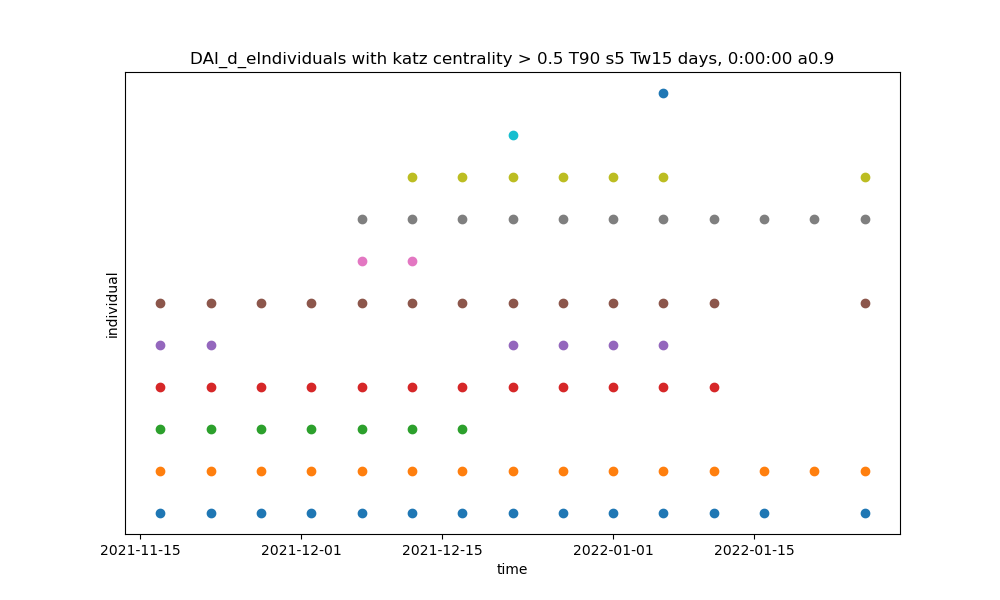 DAI_d_eIndividuals with katz centrality > 0.5 T90 s5 Tw15 days, 0:00:00 a0.9
individual
2021-11-15 2021-12-01 2021-12-15 2022-01-01 2022-01-15
time